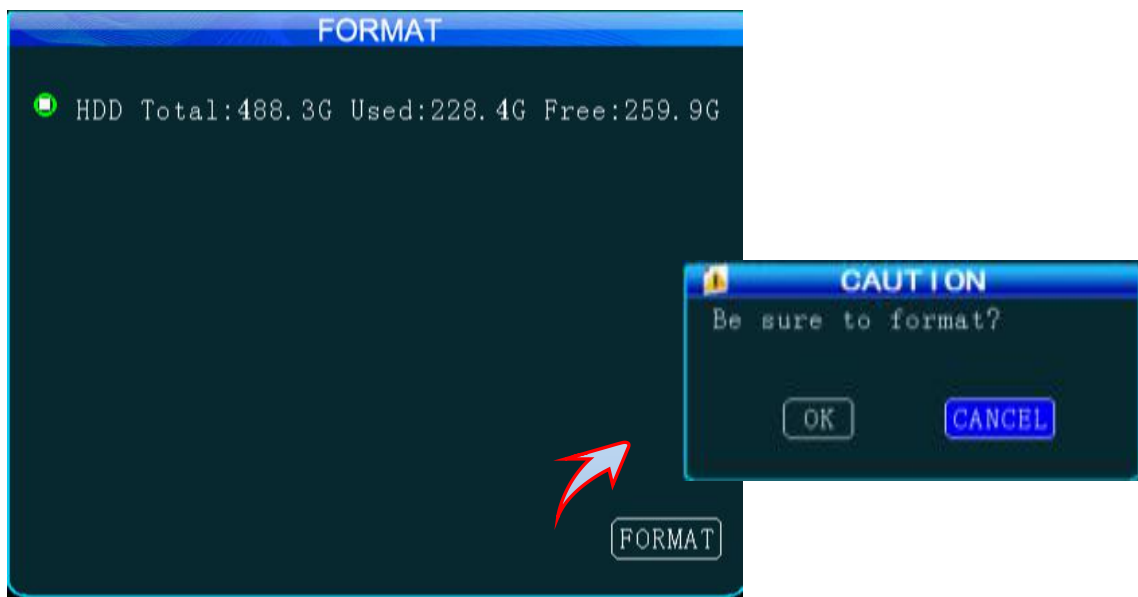 FORMAT
HDD Total:488.3G Used:228.4G Free:259.9G
CAUTION
Be sure to format?
OK CANCEL
FORMAT